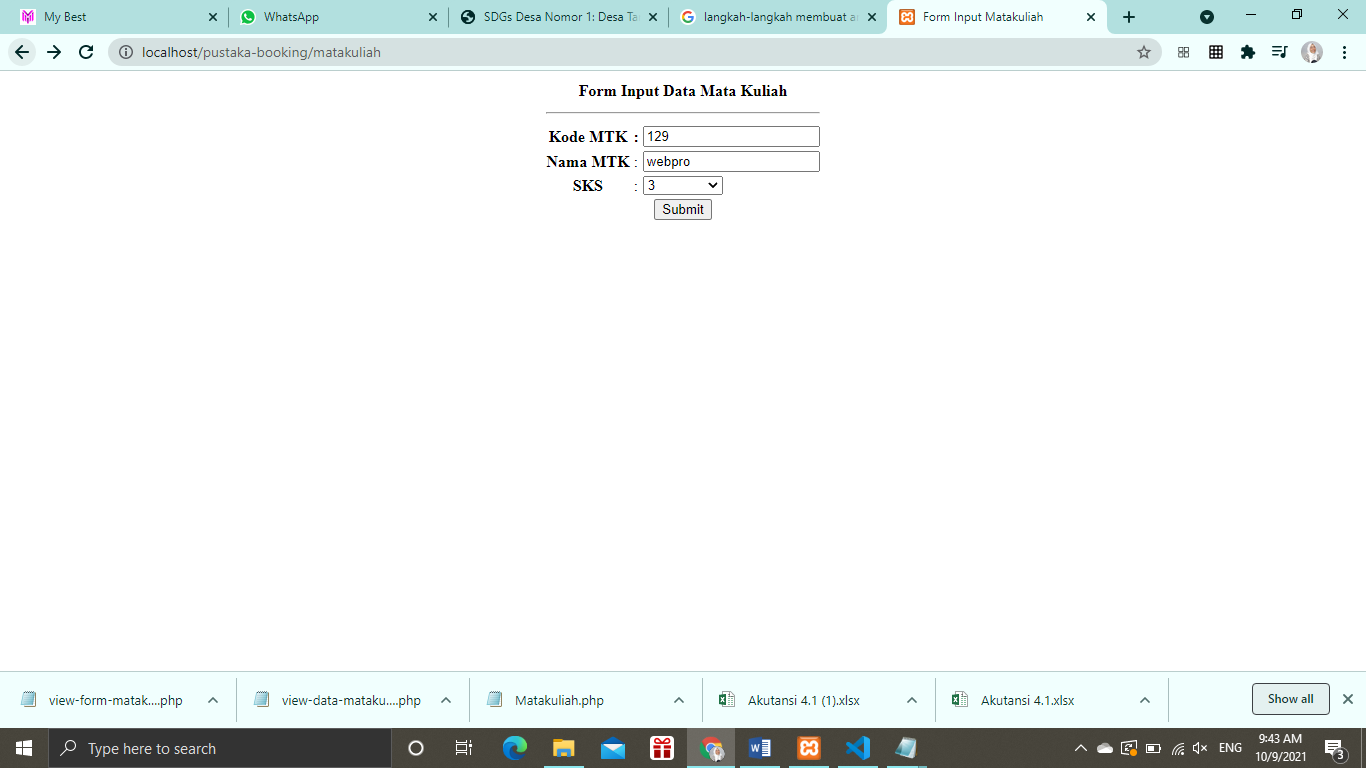 My Best
WhatsApp
SDGs Desa Nomor 1: Desa Ta
langkah-langkah membuat a
Form Input Matakuliah
localhost/pustaka-booking/matakuliah
Form Input Data Mata Kuliah
Kode MTK : 129
Nama MTK : webpro
SKS : 3
Submit
view-form-matak....php
view-data-mataku....php
Matakuliah.php
Akutansi 4.1 (1).xlsx
Akutansi 4.1.xlsx
Show all
Type here to search
ENG
9:43 AM
10/9/2021
3